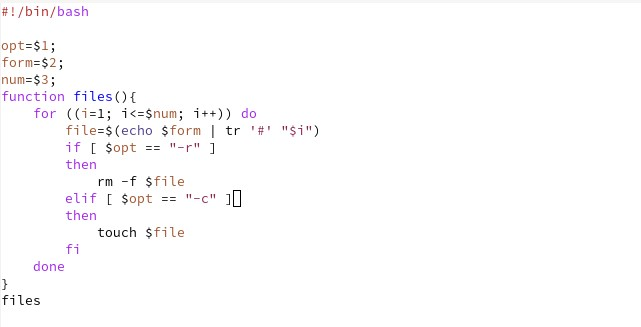 #!/bin/bash

opt=$1;
form=$2;
num=$3;
function files(){
    for ((i=1; i<=$num; i++)) do
        file=$(echo $form | tr '#' "$i")
        if [ $opt == "-r" ]
        then
            rm -f $file
        elif [ $opt == "-c" ]
        then
            touch $file
        fi
    done
}
files